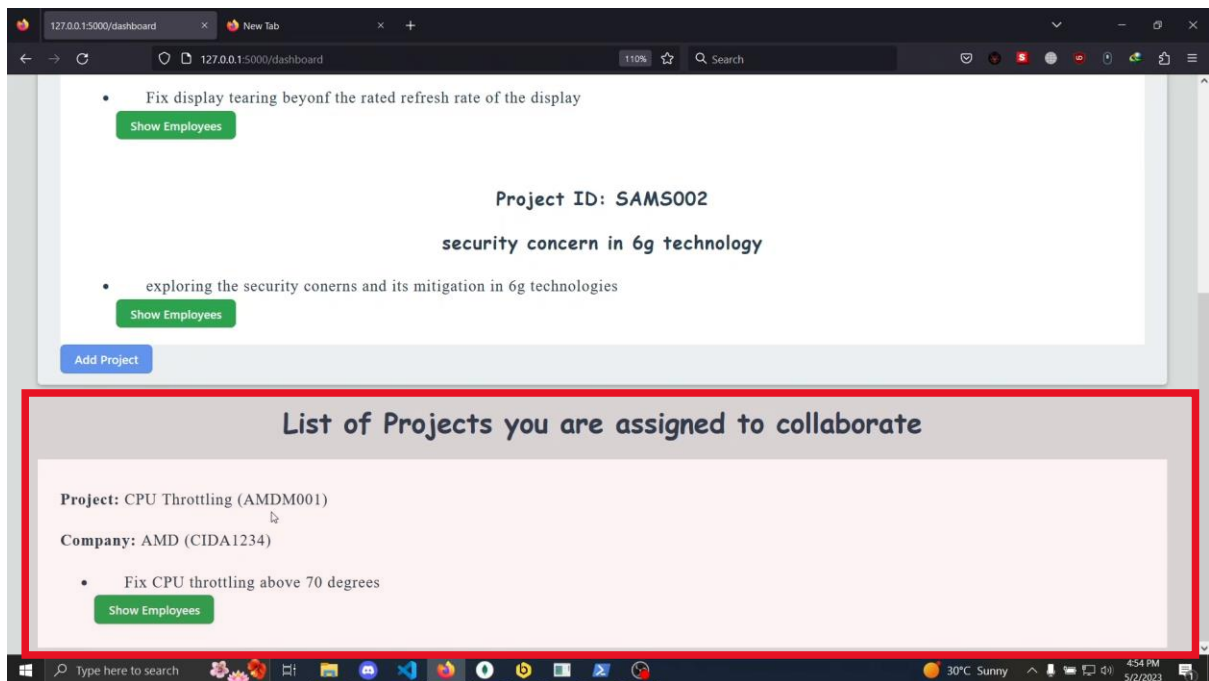 127.0.0.1:5000/dashboard
New Tab
127.0.0.1:5000/dashboard
110%
Search
Fix display tearing beyonf the rated refresh rate of the display
Show Employees
Project ID: SAMS002
security concern in 6g technology
exploring the security conerns and its mitigation in 6g technologies
Show Employees
Add Project
List of Projects you are assigned to collaborate
Project: CPU Throttling (AMDM001)
Company: AMD (CIDA1234)
Fix CPU throttling above 70 degrees
Show Employees
Type here to search
30°C Sunny
4:54 PM
5/2/2023